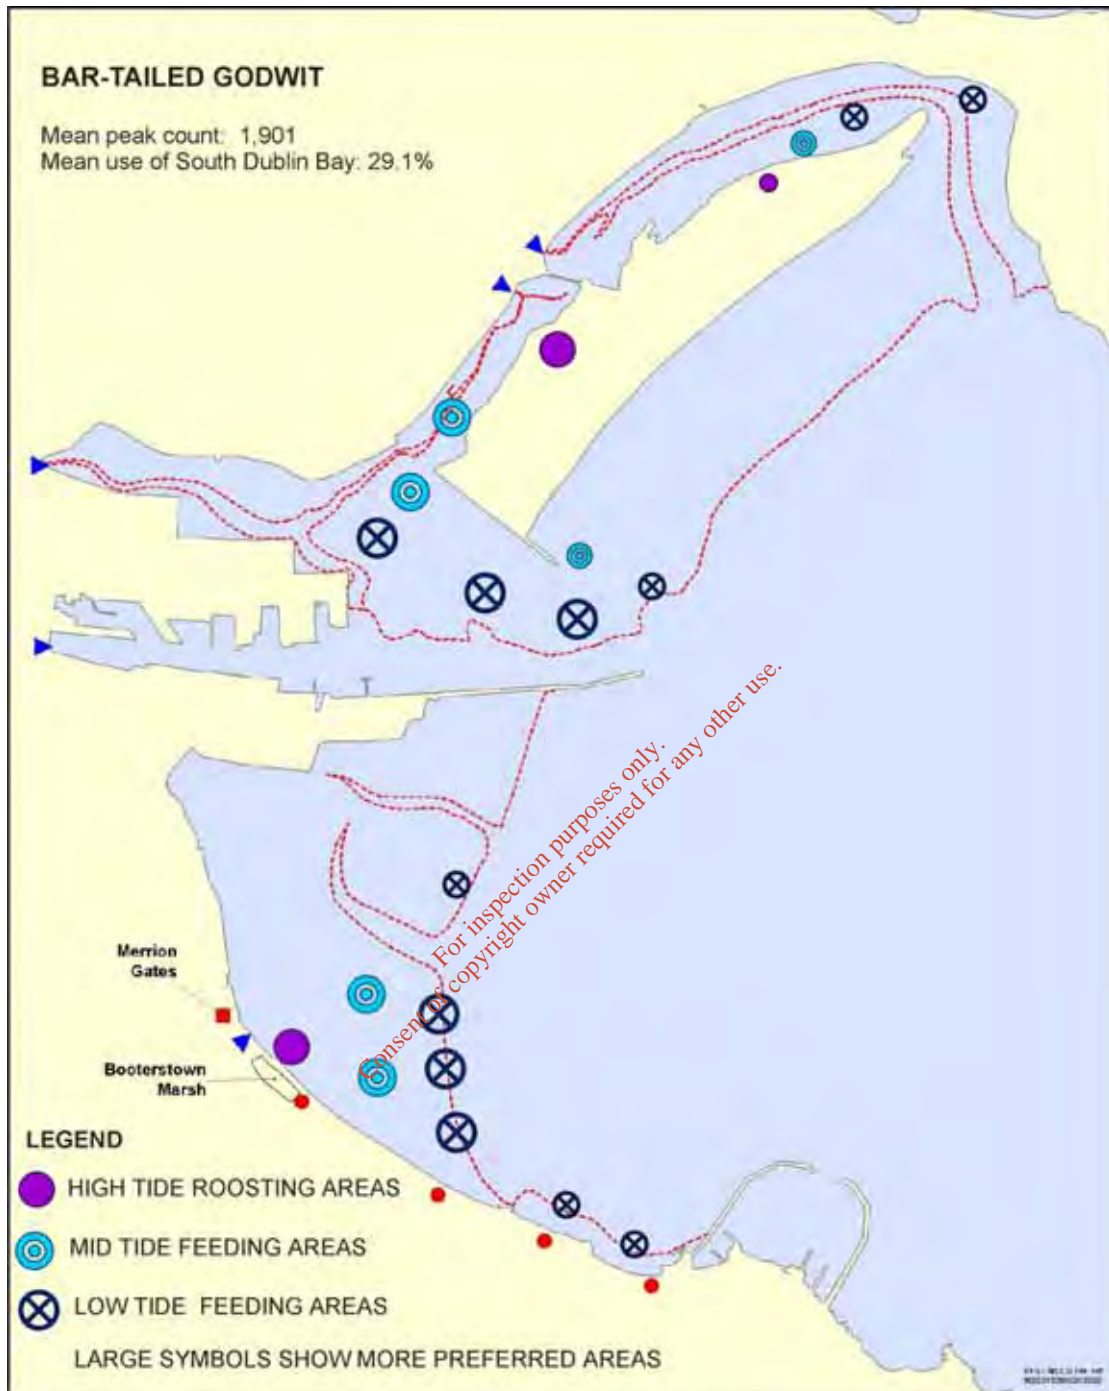 BAR-TAILED GODWIT
Mean peak count: 1,901
Mean use of South Dublin Bay: 29.1%
For inspection purposes only.
Consent of copyright owner required for any other use.
Merrion
Gates
Booterstown
Marsh
LEGEND
HIGH TIDE ROOSTING AREAS
MID TIDE FEEDING AREAS
LOW TIDE FEEDING AREAS
LARGE SYMBOLS SHOW MORE PREFERRED AREAS